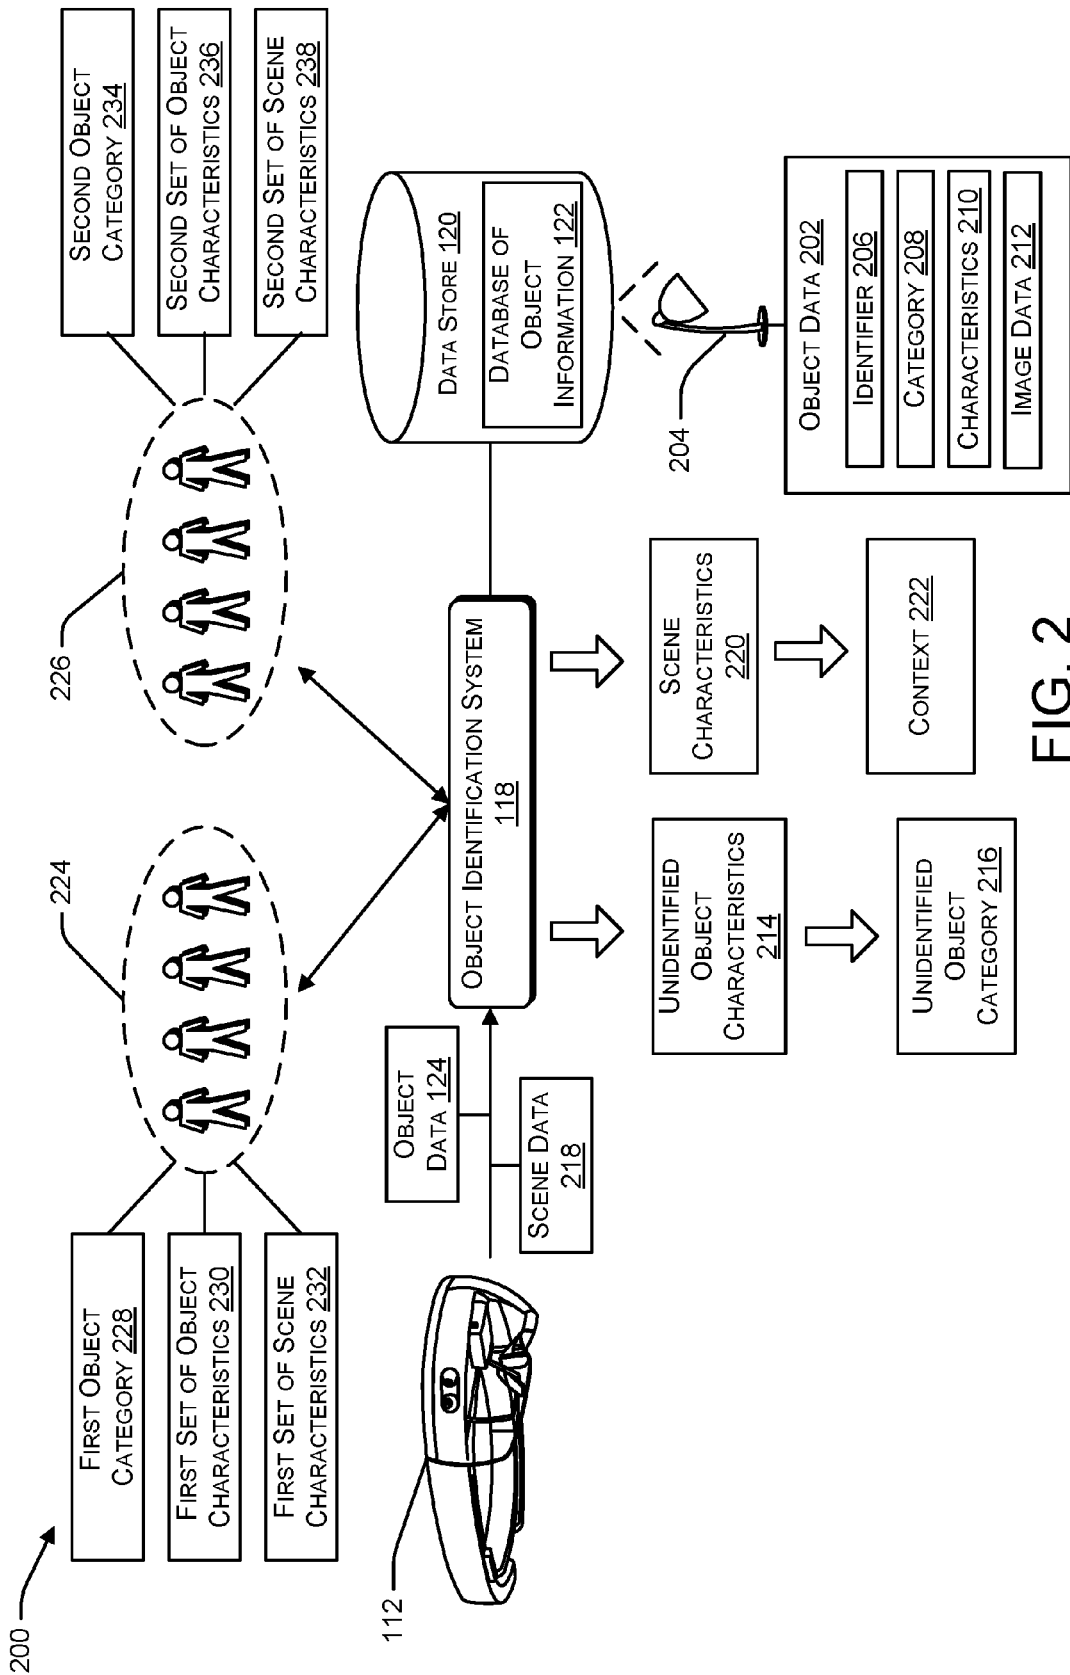 200
FIRST OBJECT
CATEGORY 228
FIRST SET OF OBJECT
CHARACTERISTICS 230
FIRST SET OF SCENE
CHARACTERISTICS 232
224
226
SECOND OBJECT
CATEGORY 234
SECOND SET OF OBJECT
CHARACTERISTICS 236
SECOND SET OF SCENE
CHARACTERISTICS 238
112
OBJECT
DATA 124
SCENE DATA
218
OBJECT IDENTIFICATION SYSTEM
118
DATA STORE 120
DATABASE OF
OBJECT
INFORMATION 122
204
UNIDENTIFIED
OBJECT
CHARACTERISTICS
214
SCENE
CHARACTERISTICS
220
OBJECT DATA 202
IDENTIFIER 206
CATEGORY 208
CHARACTERISTICS 210
IMAGE DATA 212
UNIDENTIFIED
OBJECT
CATEGORY 216
CONTEXT 222
FIG. 2